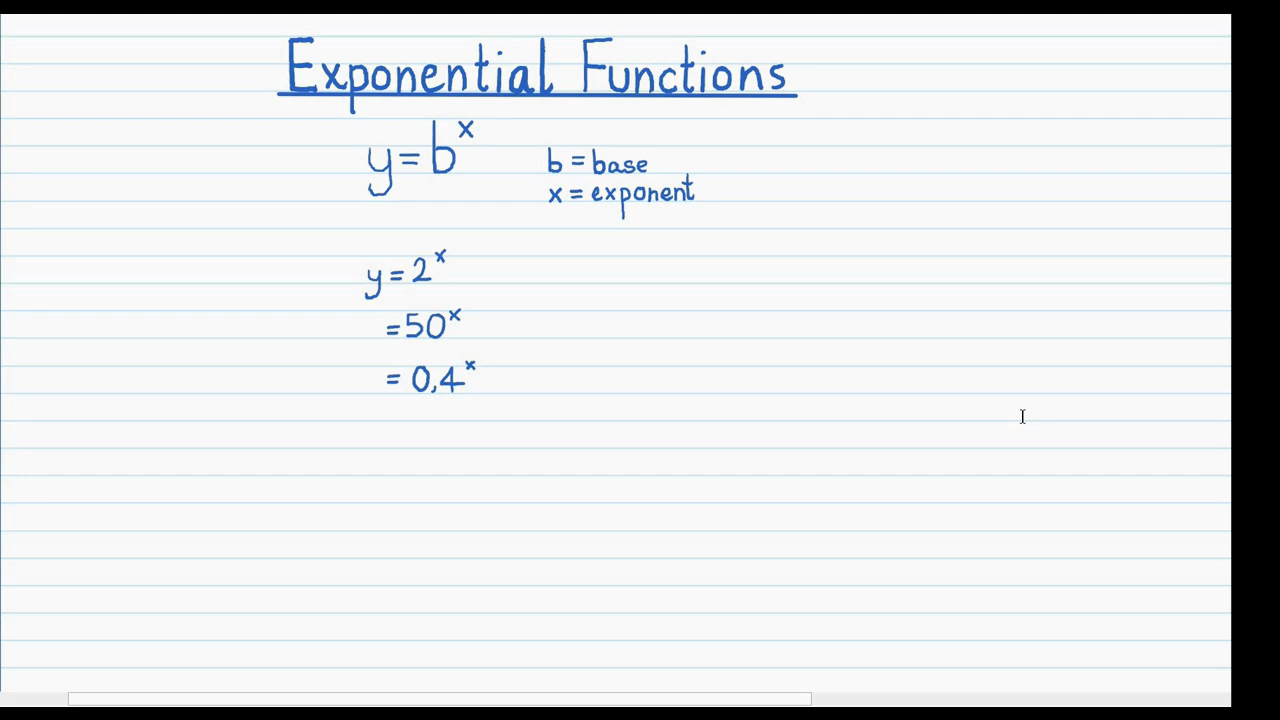 Exponential Functions
y = b^x
b = base
x = exponent
y = 2^x
= 50^x
= 0,4^x